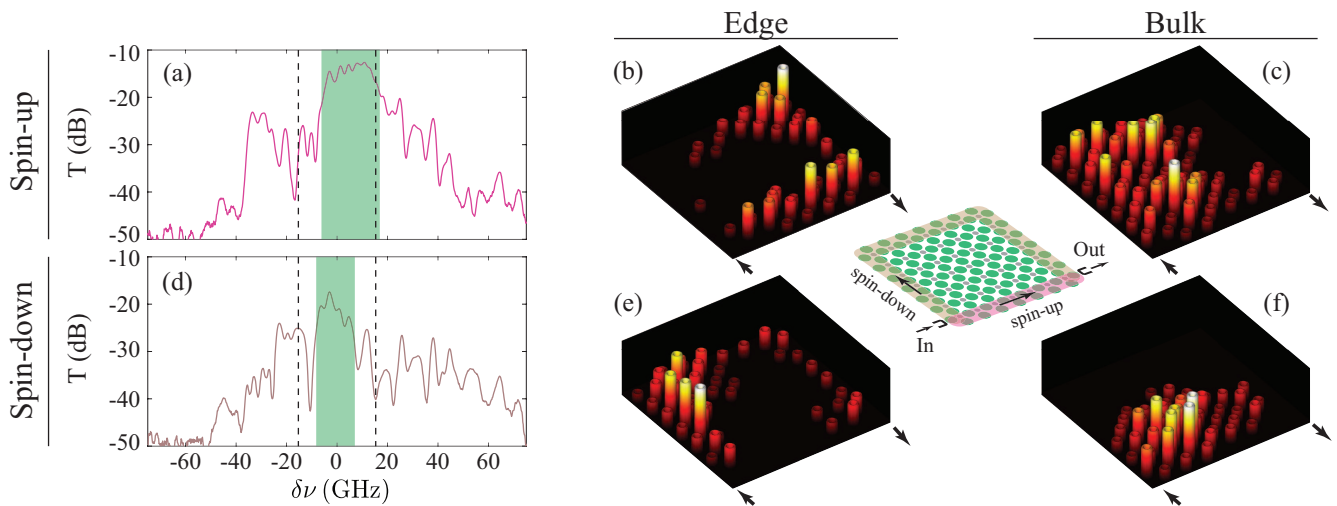 Edge
Bulk
Spin-up
(a)
T (dB)
-10
-20
-30
-40
-50
(b)
(c)
Spin-down
(d)
T (dB)
-10
-20
-30
-40
-50
-60
-40
-20
0
20
40
60
δν (GHz)
Out
spin-down
spin-up
In
(e)
(f)